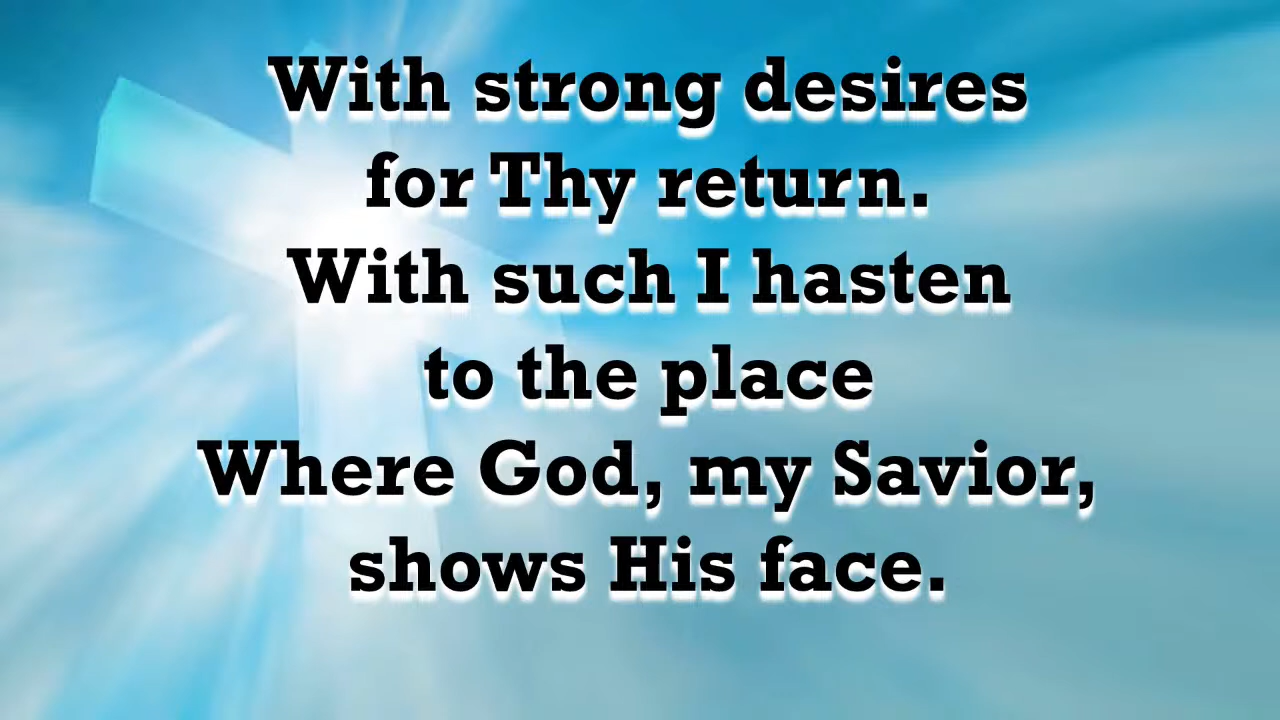 With strong desires
for Thy return.
With such I hasten
to the place
Where God, my Savior,
shows His face.